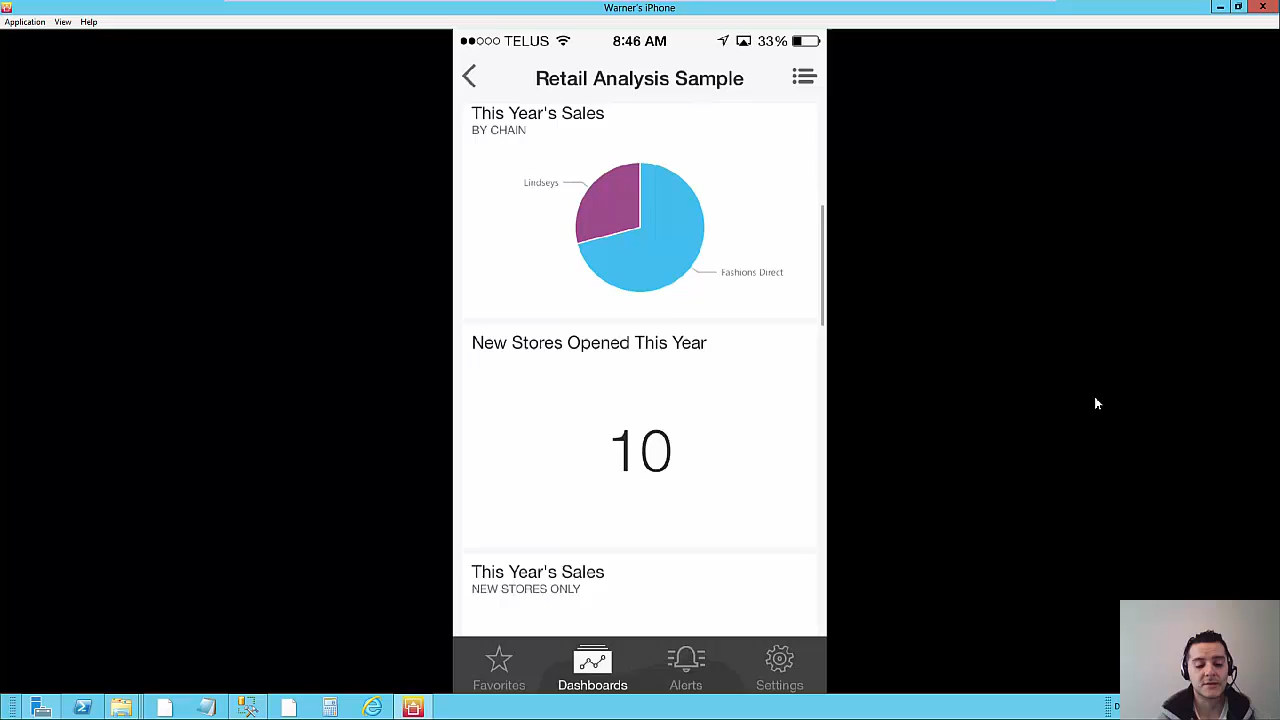 Warner's iPhone
Application View Help
TELUS 8:46 AM 33%
Retail Analysis Sample
This Year's Sales
BY CHAIN
Lindseys
Fashions Direct
New Stores Opened This Year
10
This Year's Sales
NEW STORES ONLY
Favorites Dashboards Alerts Settings